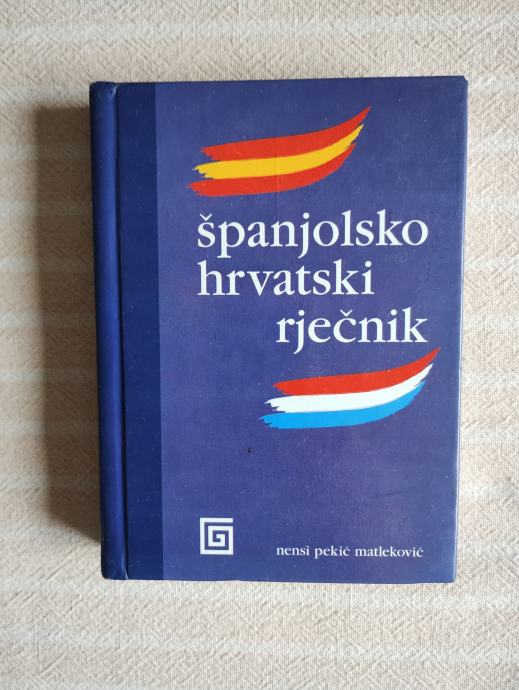 španjolsko
hrvatski
rječnik
nensi pekić matleković